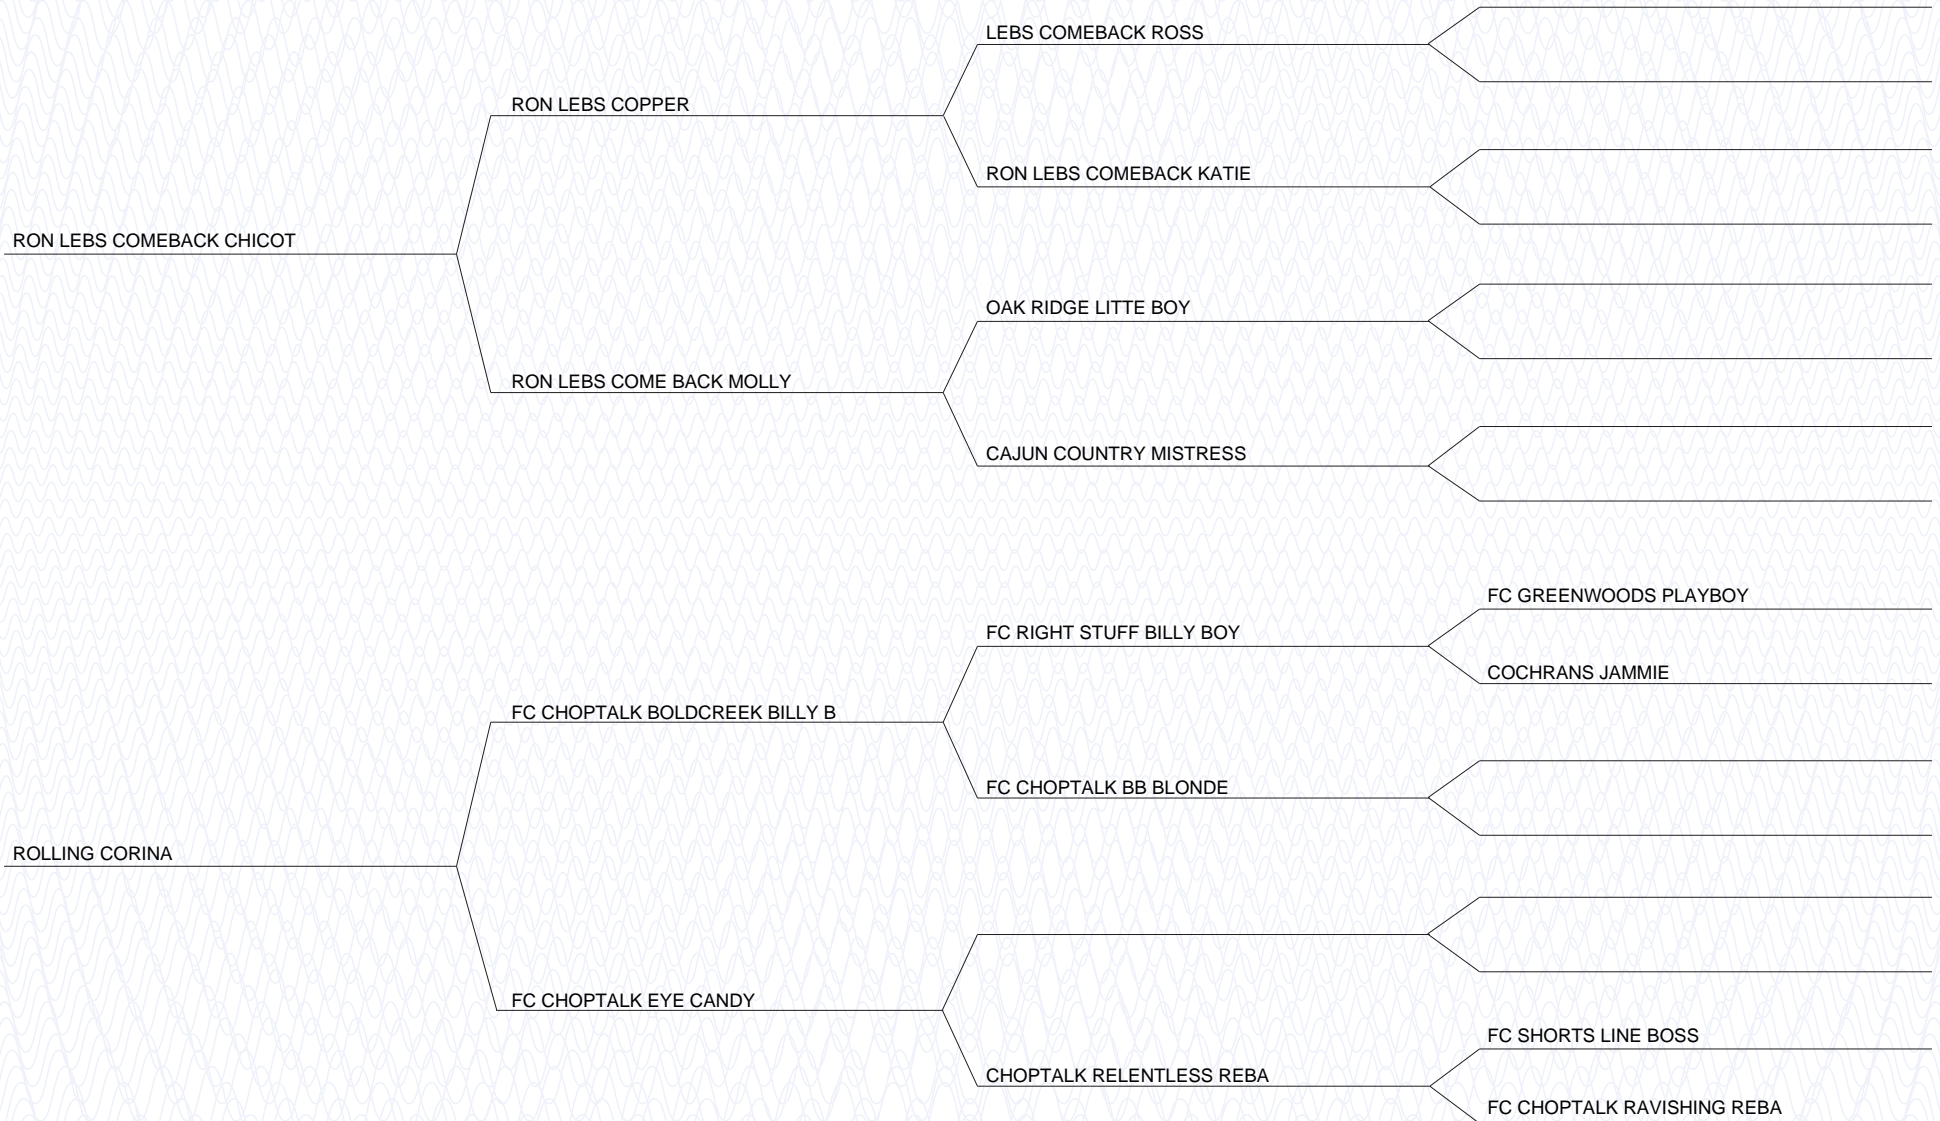 LEBS COMEBACK ROSS
RON LEBS COPPER
RON LEBS COMEBACK KATIE
RON LEBS COMEBACK CHICOT
OAK RIDGE LITTE BOY
RON LEBS COME BACK MOLLY
CAJUN COUNTRY MISTRESS
FC GREENWOODS PLAYBOY
FC RIGHT STUFF BILLY BOY
COCHRANS JAMMIE
FC CHOPTALK BOLDCREEK BILLY B
FC CHOPTALK BB BLONDE
ROLLING CORINA
FC CHOPTALK EYE CANDY
FC SHORTS LINE BOSS
CHOPTALK RELENTLESS REBA
FC CHOPTALK RAVISHING REBA